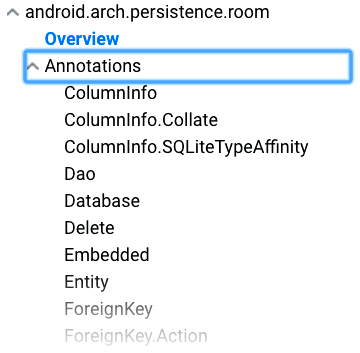 android.arch.persistence.room
Overview
Annotations
ColumnInfo
ColumnInfo.Collate
ColumnInfo.SQLiteTypeAffinity
Dao
Database
Delete
Embedded
Entity
ForeignKey
ForeignKey.Action